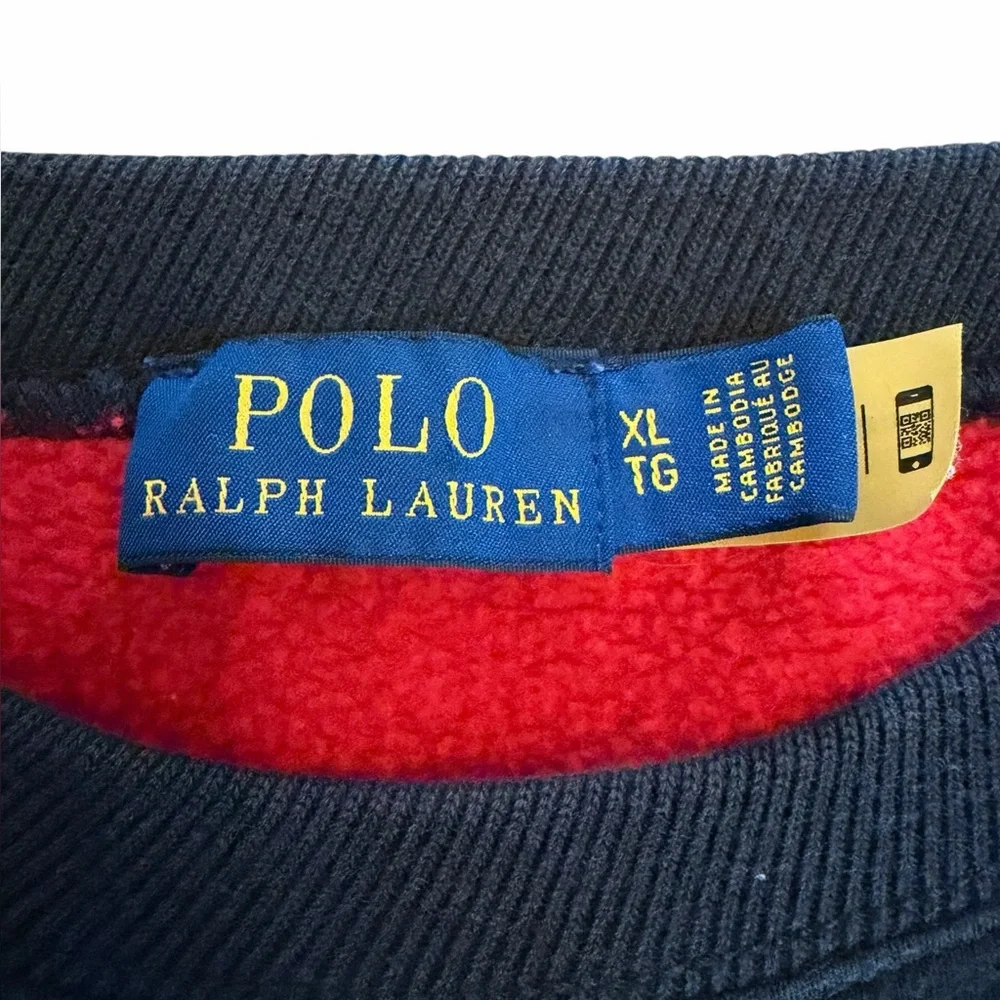 POLO
RALPH LAUREN
XL
TG
MADE IN
CAMBODIA
FABRIQUÉ AU
CAMBODGE